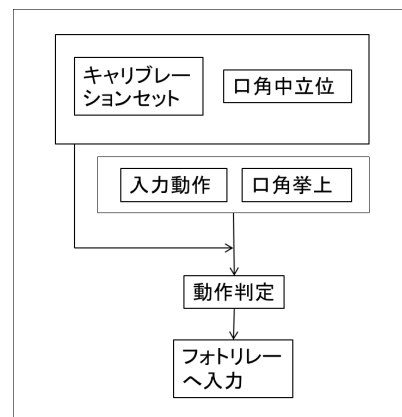 キャリブレー
ションセット
口角中立位
入力動作
口角挙上
動作判定
フォトリレー
へ入力